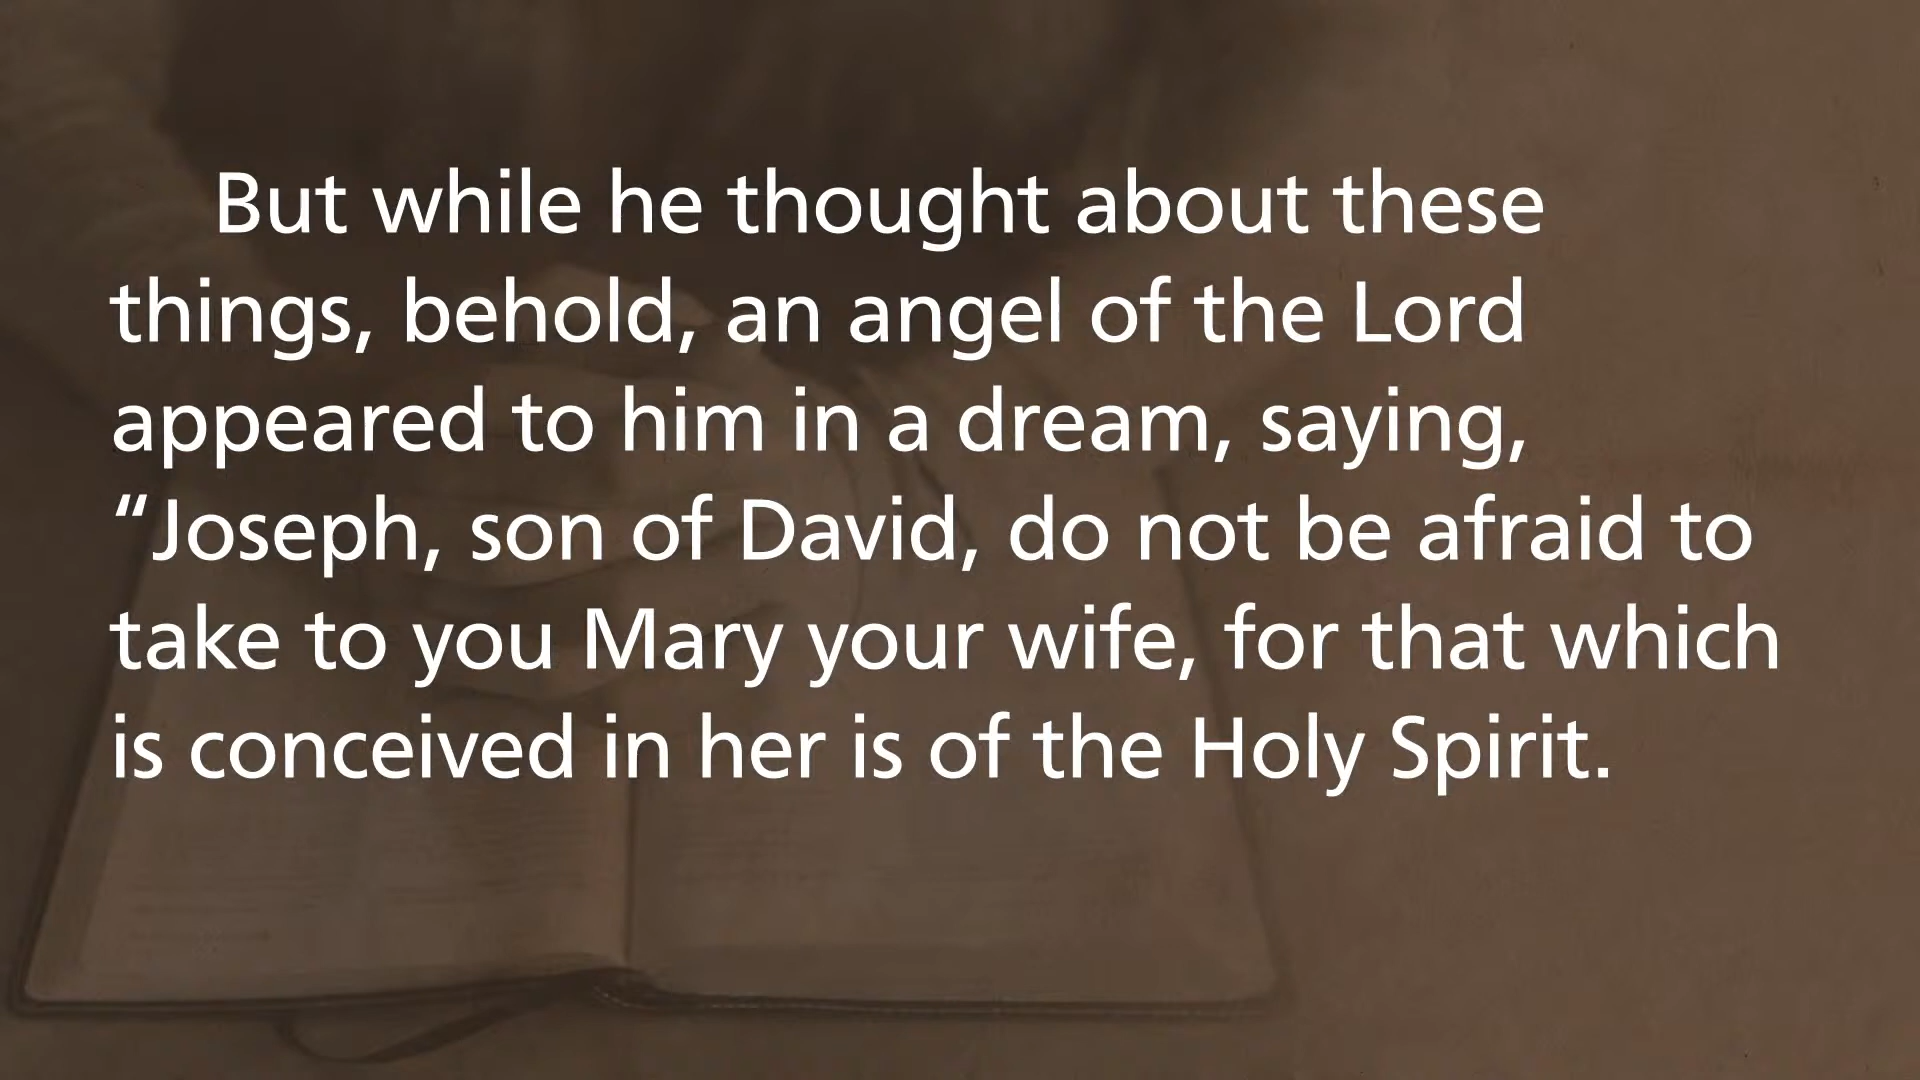 But while he thought about these
things, behold, an angel of the Lord
appeared to him in a dream, saying,
“Joseph, son of David, do not be afraid to
take to you Mary your wife, for that which
is conceived in her is of the Holy Spirit.